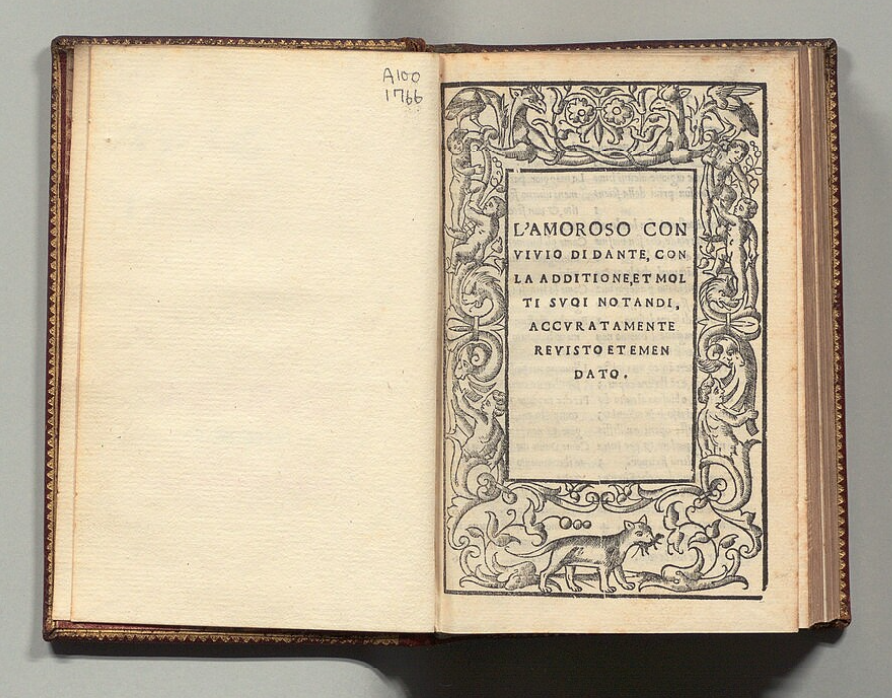 A100
1766
L'AMOROSO CON
VIVIO DI DANTE, CON
LA ADDITIONE, ET MOL
TI SVOI NOTANDI,
ACCVRATAMENTE
REVISTO ET EMEN
DATO.